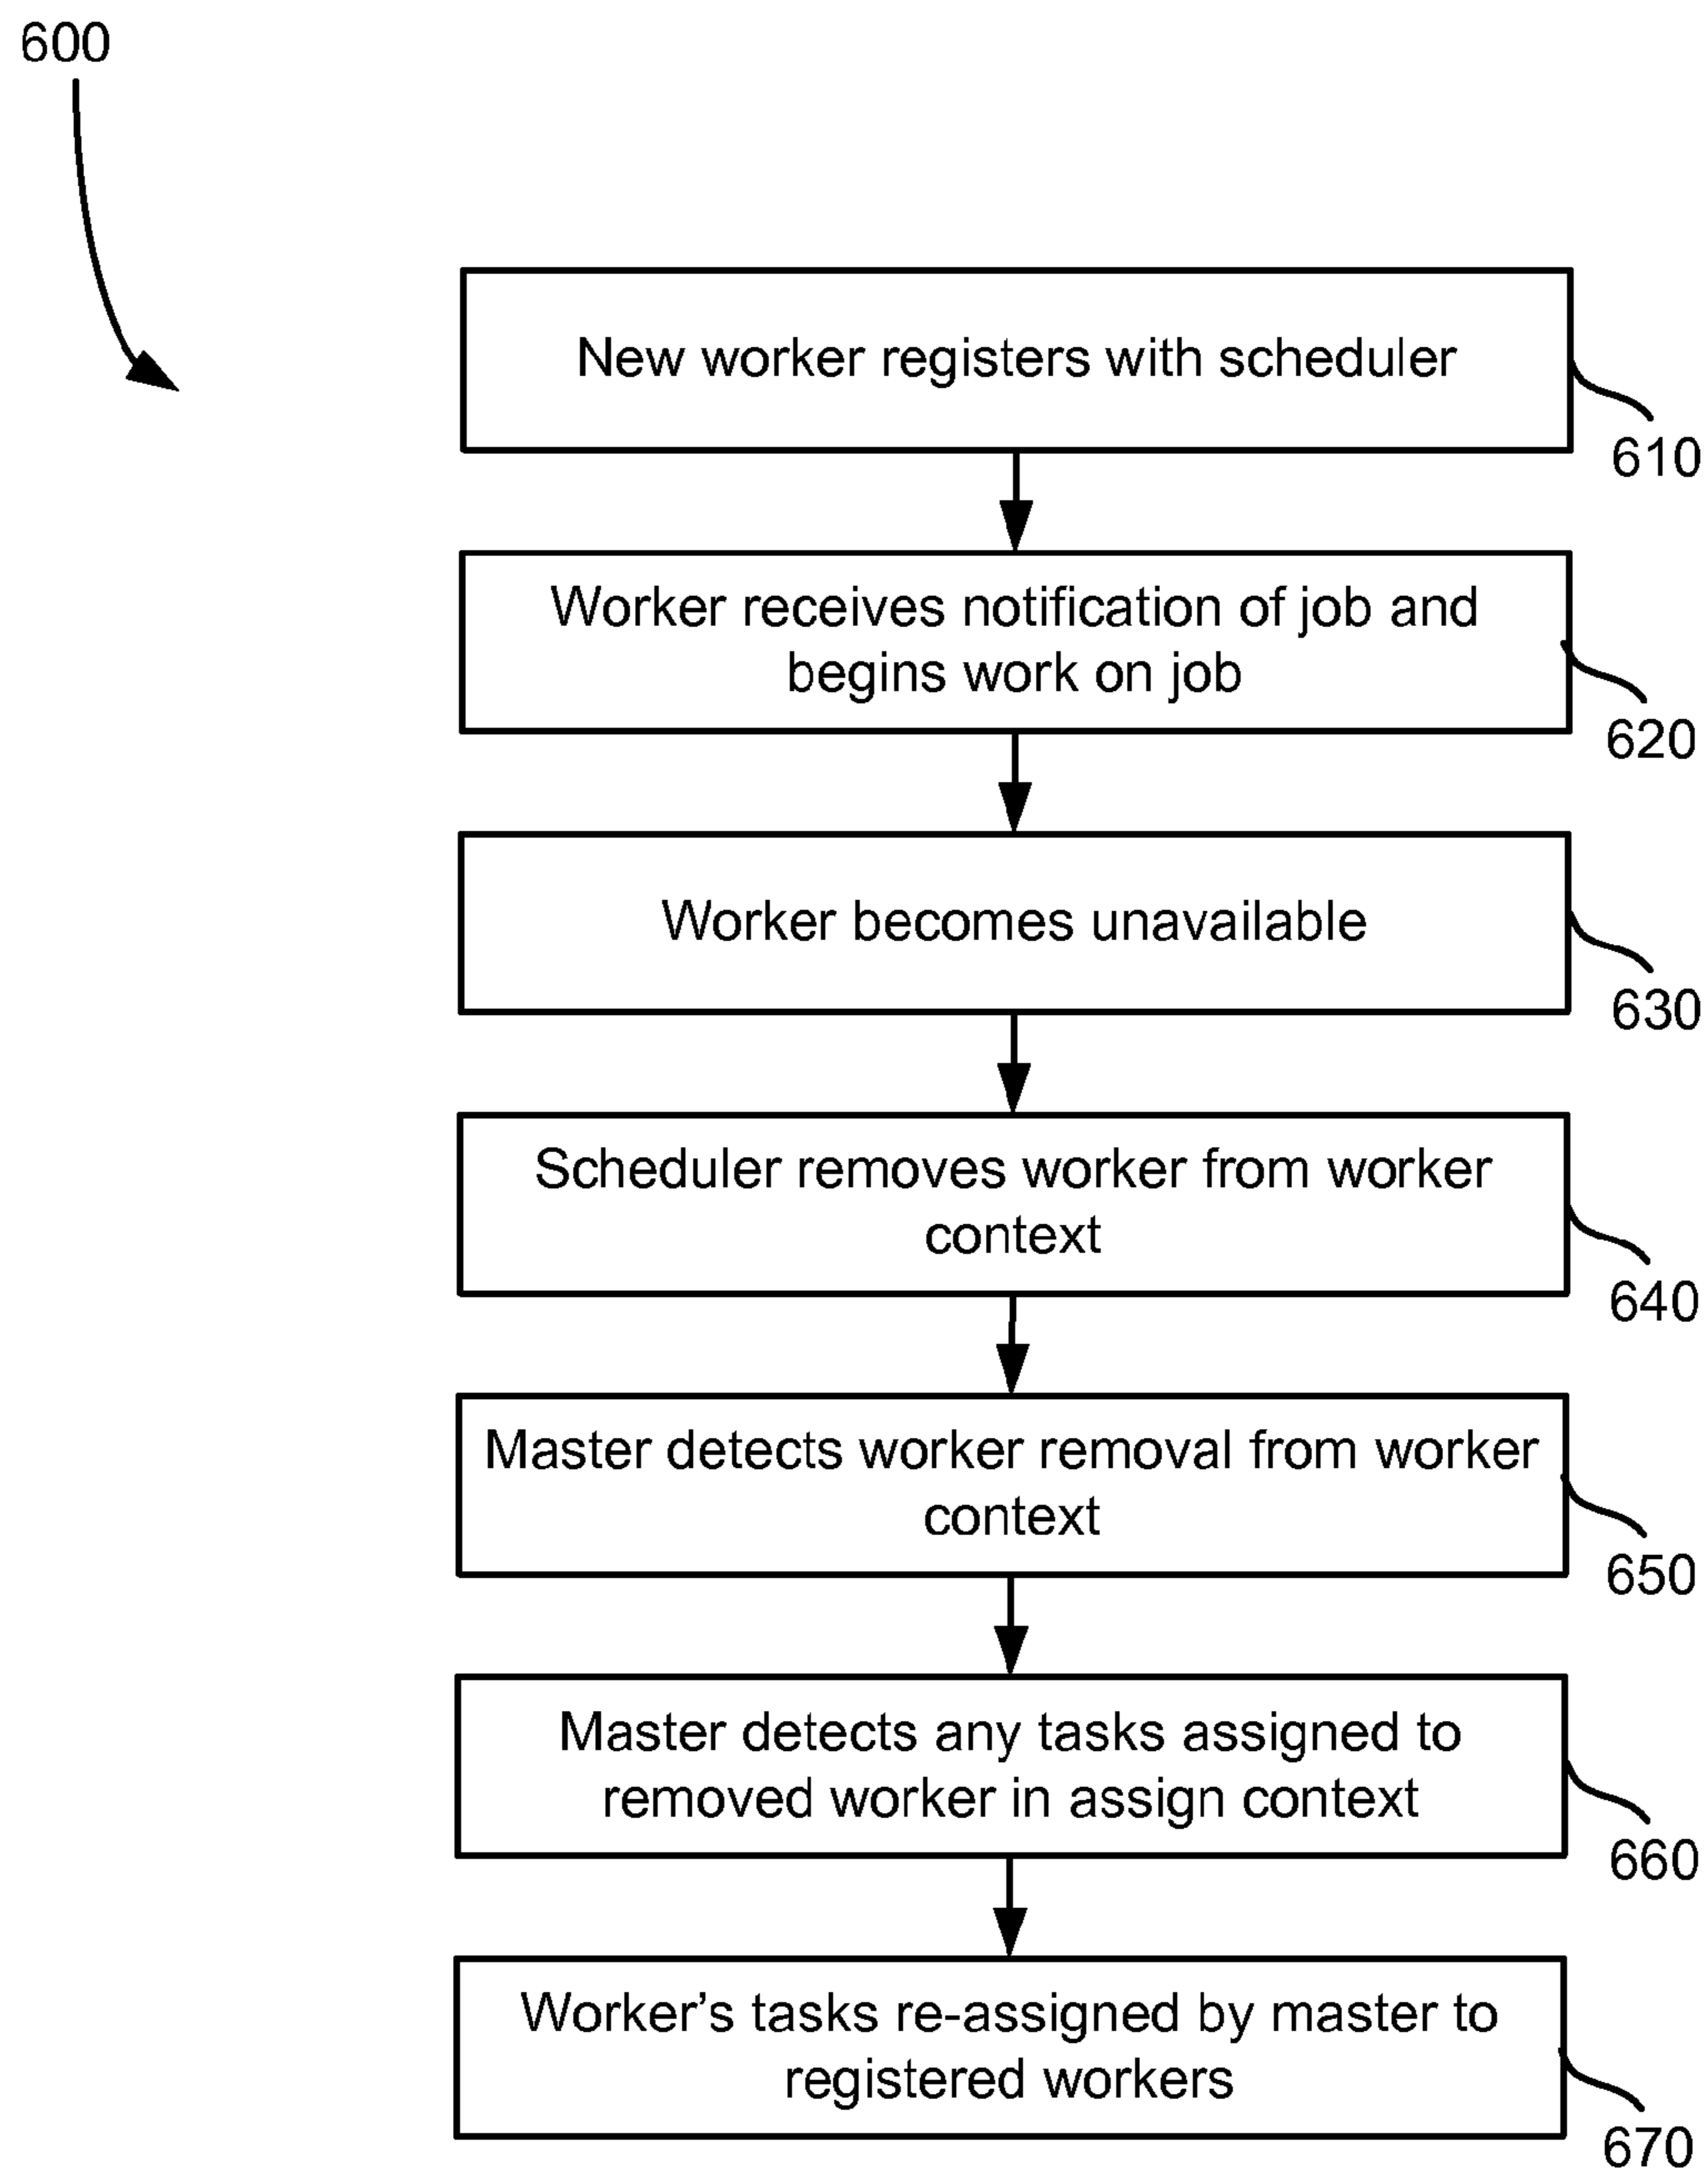 600
New worker registers with scheduler
610
Worker receives notification of job and
begins work on job
620
Worker becomes unavailable
630
Scheduler removes worker from worker
context
640
Master detects worker removal from worker
context
650
Master detects any tasks assigned to
removed worker in assign context
660
Worker’s tasks re-assigned by master to
registered workers
670